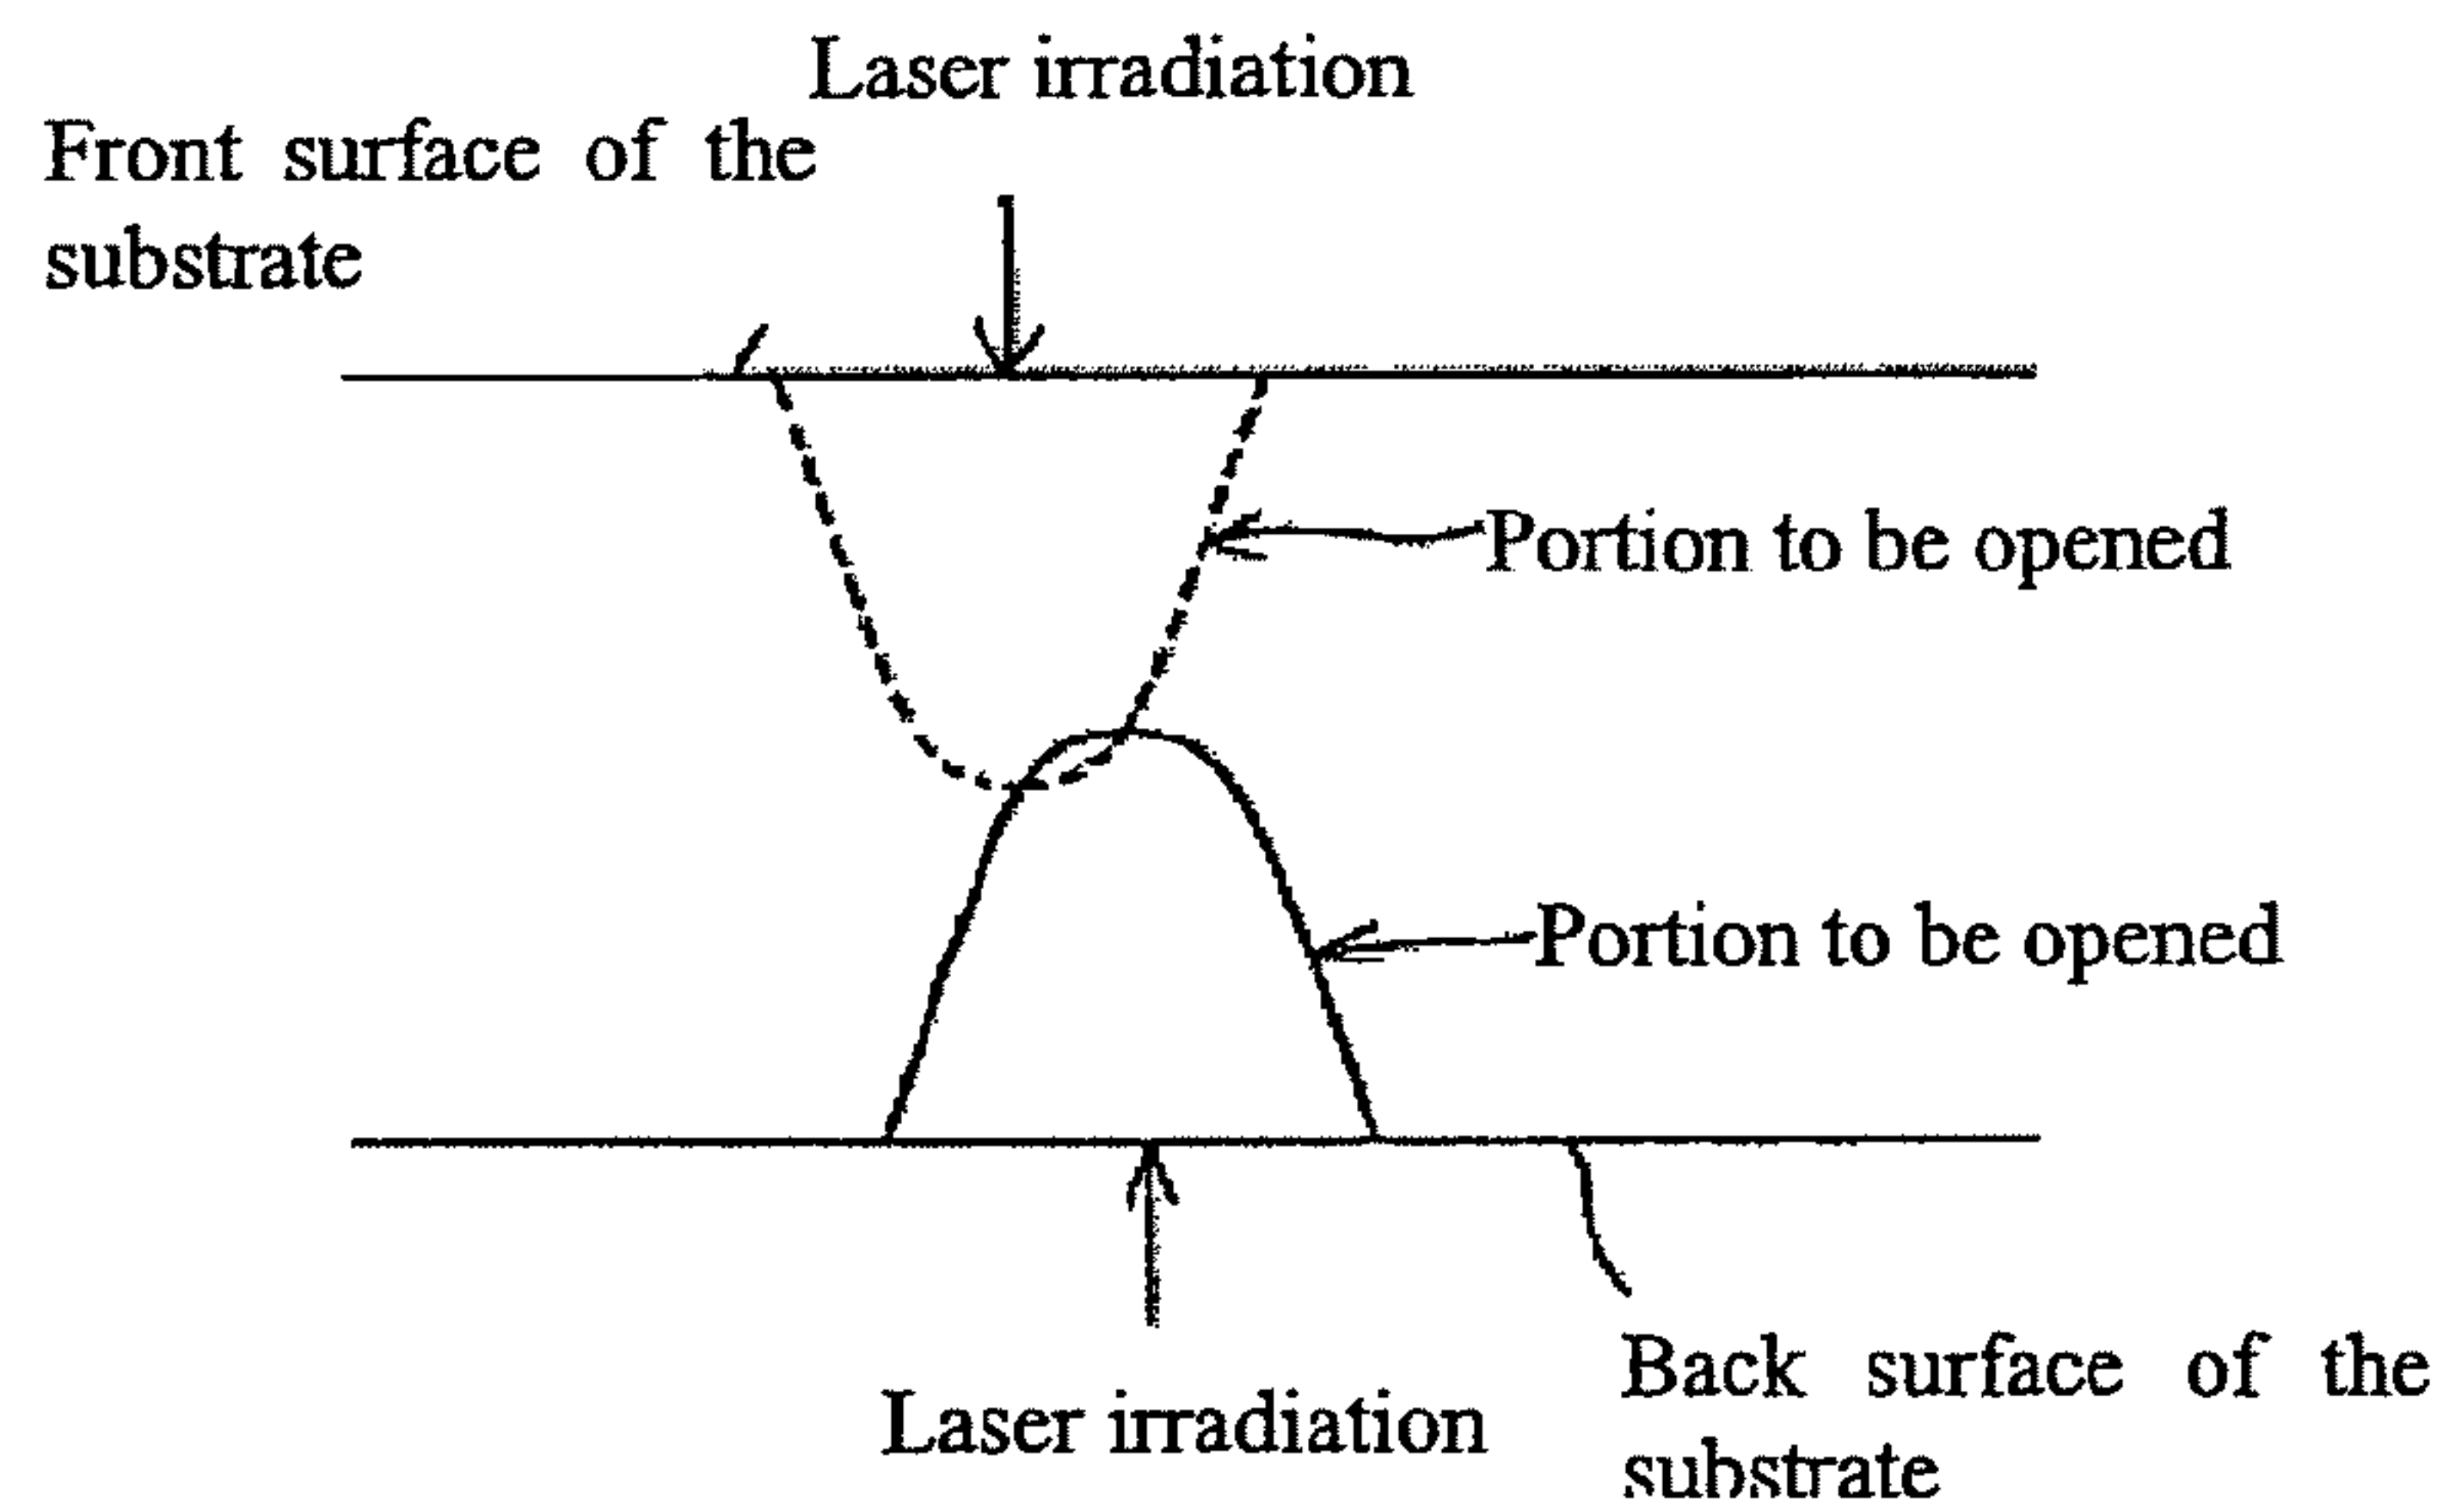 Laser irradiation
Front surface of the
substrate
Portion to be opened
Portion to be opened
Laser irradiation
Back surface of the
substrate